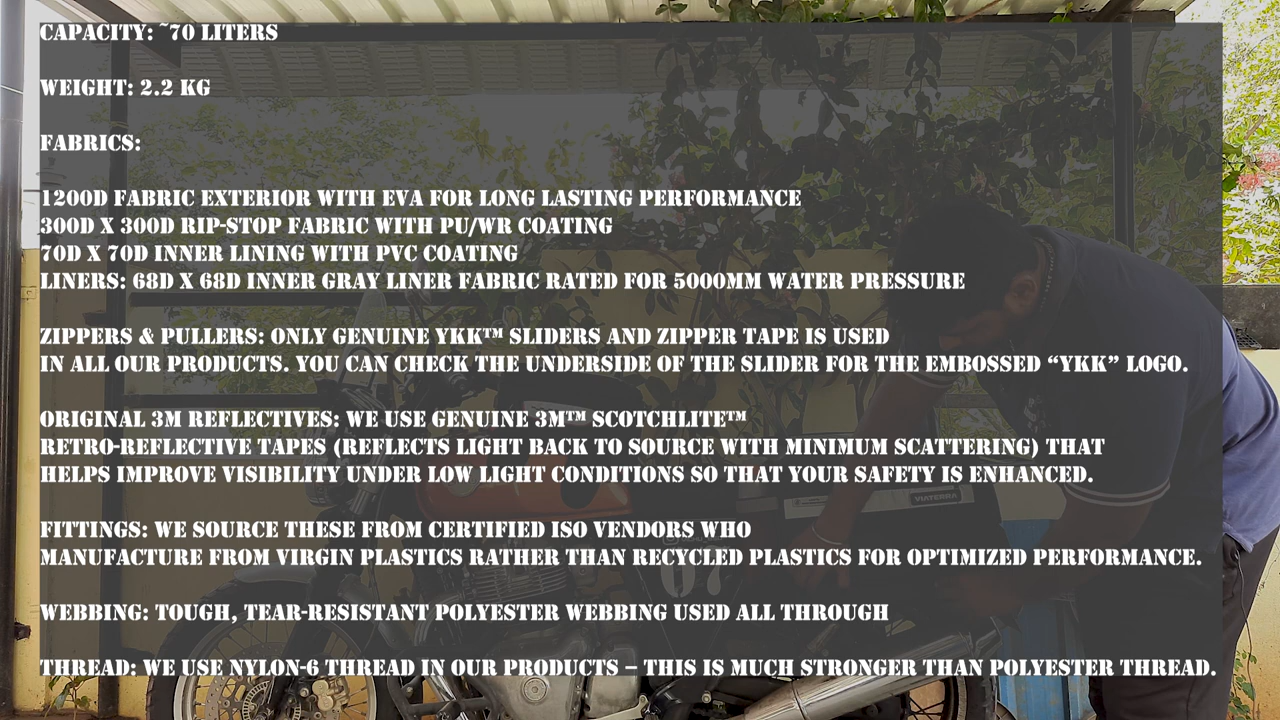 CAPACITY: ~70 LITERS
WEIGHT: 2.2 KG
FABRICS:
1200D FABRIC EXTERIOR WITH EVA FOR LONG LASTING PERFORMANCE
300D X 300D RIP-STOP FABRIC WITH PU/WR COATING
70D X 70D INNER LINING WITH PVC COATING
LINERS: 68D X 68D INNER GRAY LINER FABRIC RATED FOR 5000MM WATER PRESSURE
ZIPPERS & PULLERS: ONLY GENUINE YKK™ SLIDERS AND ZIPPER TAPE IS USED
IN ALL OUR PRODUCTS. YOU CAN CHECK THE UNDERSIDE OF THE SLIDER FOR THE EMBOSSED “YKK” LOGO.
ORIGINAL 3M REFLECTIVES: WE USE GENUINE 3M™ SCOTCHLITE™
RETRO-REFLECTIVE TAPES (REFLECTS LIGHT BACK TO SOURCE WITH MINIMUM SCATTERING) THAT
HELPS IMPROVE VISIBILITY UNDER LOW LIGHT CONDITIONS SO THAT YOUR SAFETY IS ENHANCED.
VIATERRA
FITTINGS: WE SOURCE THESE FROM CERTIFIED ISO VENDORS WHO
MANUFACTURE FROM VIRGIN PLASTICS RATHER THAN RECYCLED PLASTICS FOR OPTIMIZED PERFORMANCE.
07
WEBBING: TOUGH, TEAR-RESISTANT POLYESTER WEBBING USED ALL THROUGH
THREAD: WE USE NYLON-6 THREAD IN OUR PRODUCTS – THIS IS MUCH STRONGER THAN POLYESTER THREAD.